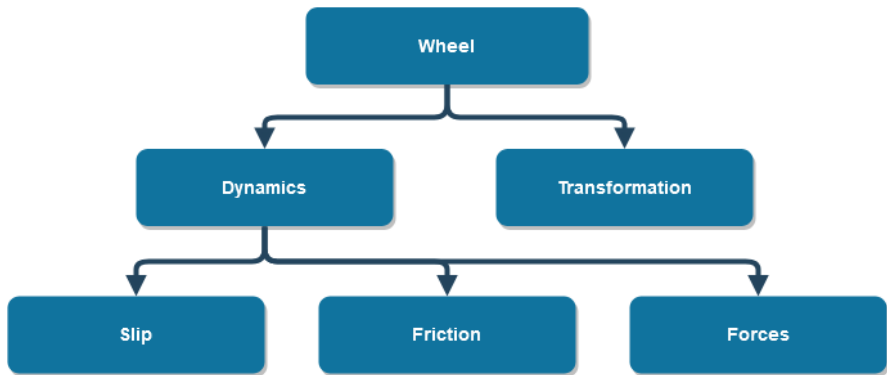 Wheel
Dynamics
Transformation
Slip
Friction
Forces